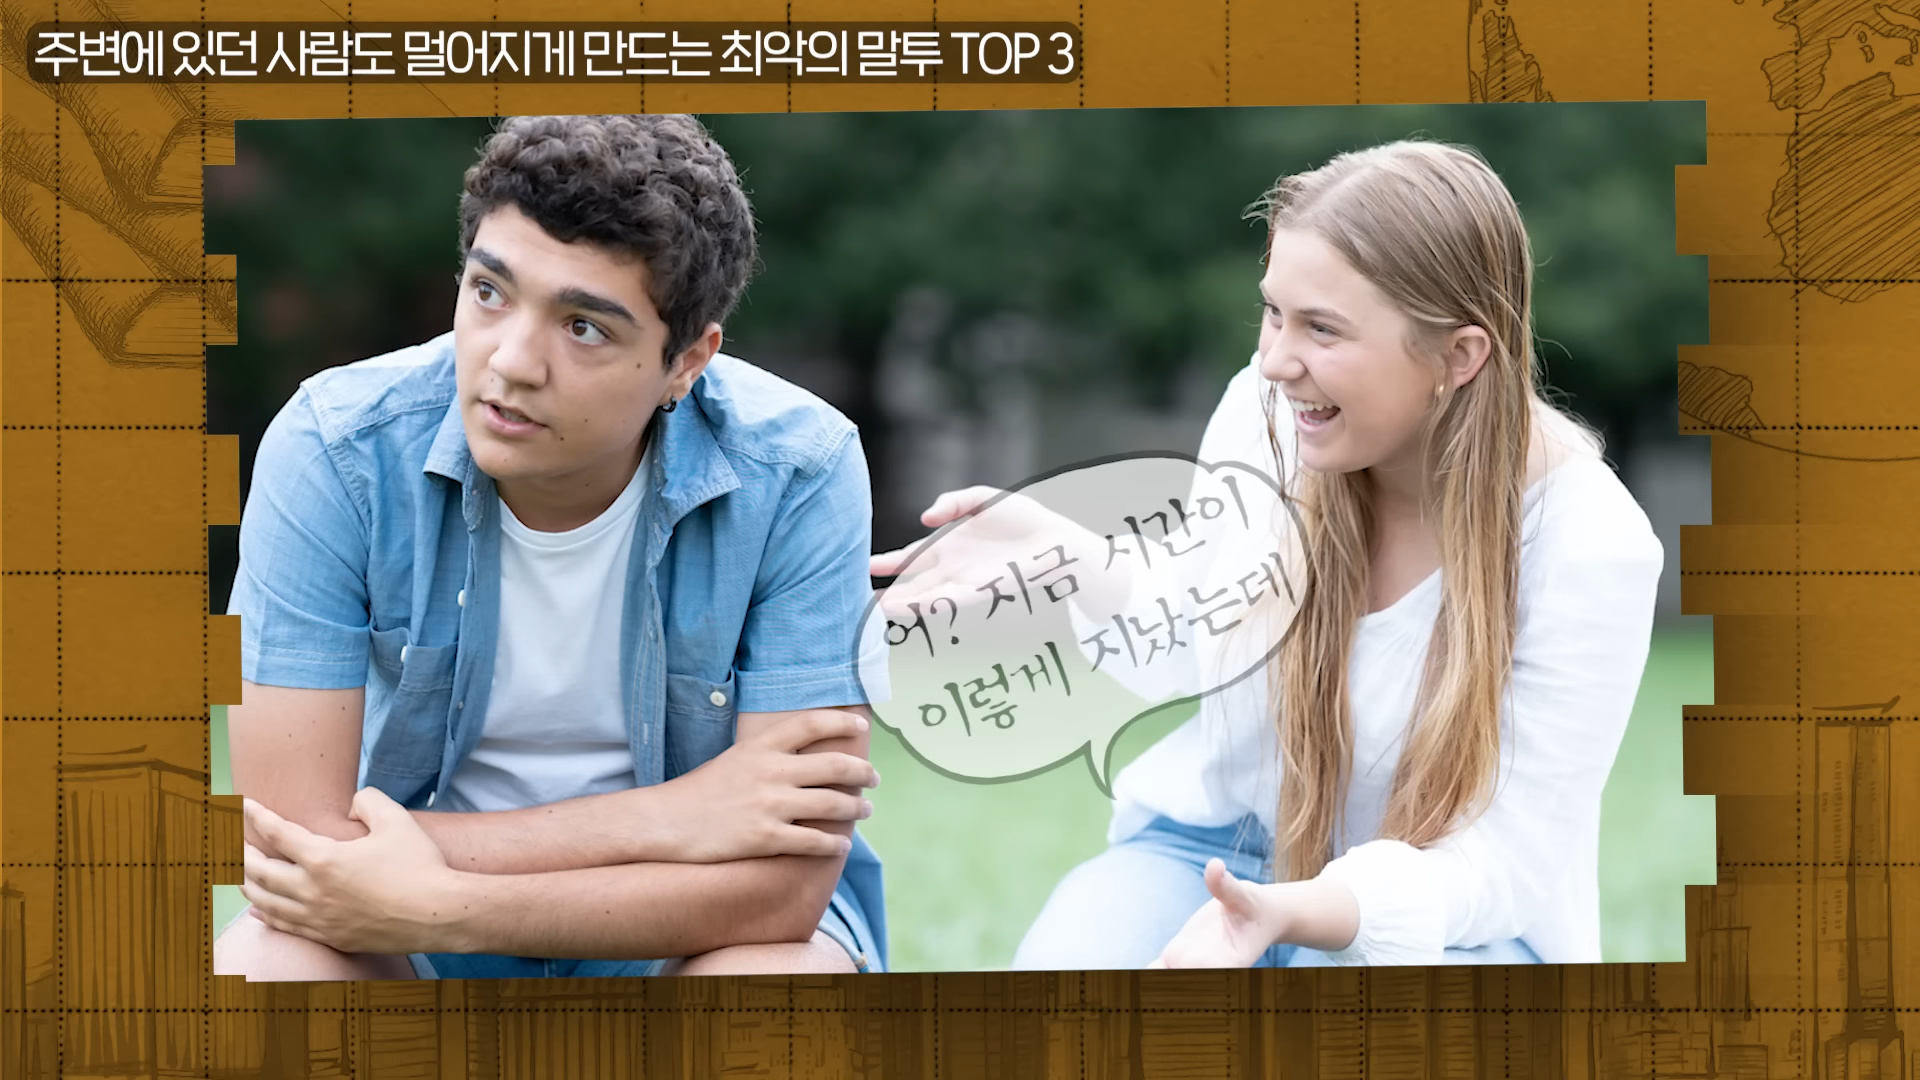 주변에 있던 사람도 멀어지게 만드는 최악의 말투 TOP 3
어? 지금 시간이
이렇게 지났는데